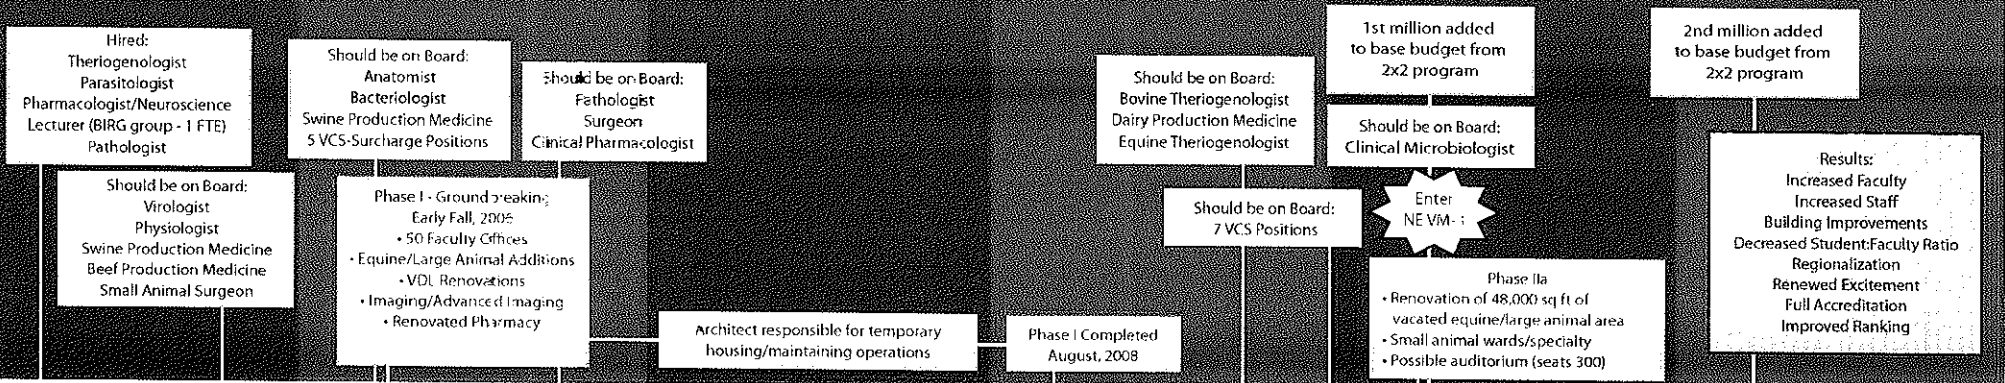 Hired:
Theriogenologist
Parasitologist
Pharmacologist/Neuroscience
Lecturer (BIRG group - 1 FTE)
Pathologist
Should be on Board:
Virologist
Physiologist
Swine Production Medicine
Beef Production Medicine
Small Animal Surgeon
Should be on Board:
Anatomist
Bacteriologist
Swine Production Medicine
5 VCS-Surcharge Positions
Should be on Board:
Pathologist
Surgeon
Clinical Pharmacologist
Phase I - Groundbreaking
Early Fall,
• 50 Faculty Offices
• Equine/Large Animal Additions
• VDL Renovations
• Imaging/Advanced Imaging
• Renovated Pharmacy
Architect responsible for temporary
housing/maintaining operations
Phase I Completed
August, 2008
Should be on Board:
Bovine Theriogenologist
Dairy Production Medicine
Equine Theriogenologist
Should be on Board:
7 VCS Positions
1st million added
to base budget from
2x2 program
Should be on Board:
Clinical Microbiologist
Enter
NE VM-
Phase IIa
• Renovation of 48,000 sq ft of
vacated equine/large animal area
• Small animal wards/specialty
• Possible auditorium (seats 300)
2nd million added
to base budget from
2x2 program
Results:
Increased Faculty
Increased Staff
Building Improvements
Decreased Student:Faculty Ratio
Regionalization
Renewed Excitement
Full Accreditation
Improved Ranking